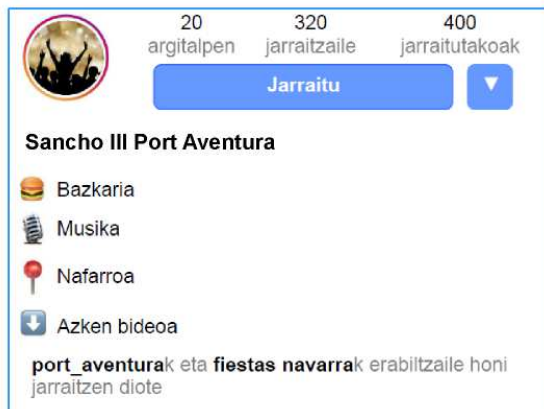 20 320 400
argitalpen jarraitzaile jarraitutakoak
Jarraitu ▼
Sancho III Port Aventura
Bazkaria
Musika
Nafarroa
Azken bideoa
port_aventurak eta fiestas navarrak erabiltzaile honi
jarraitzen diote